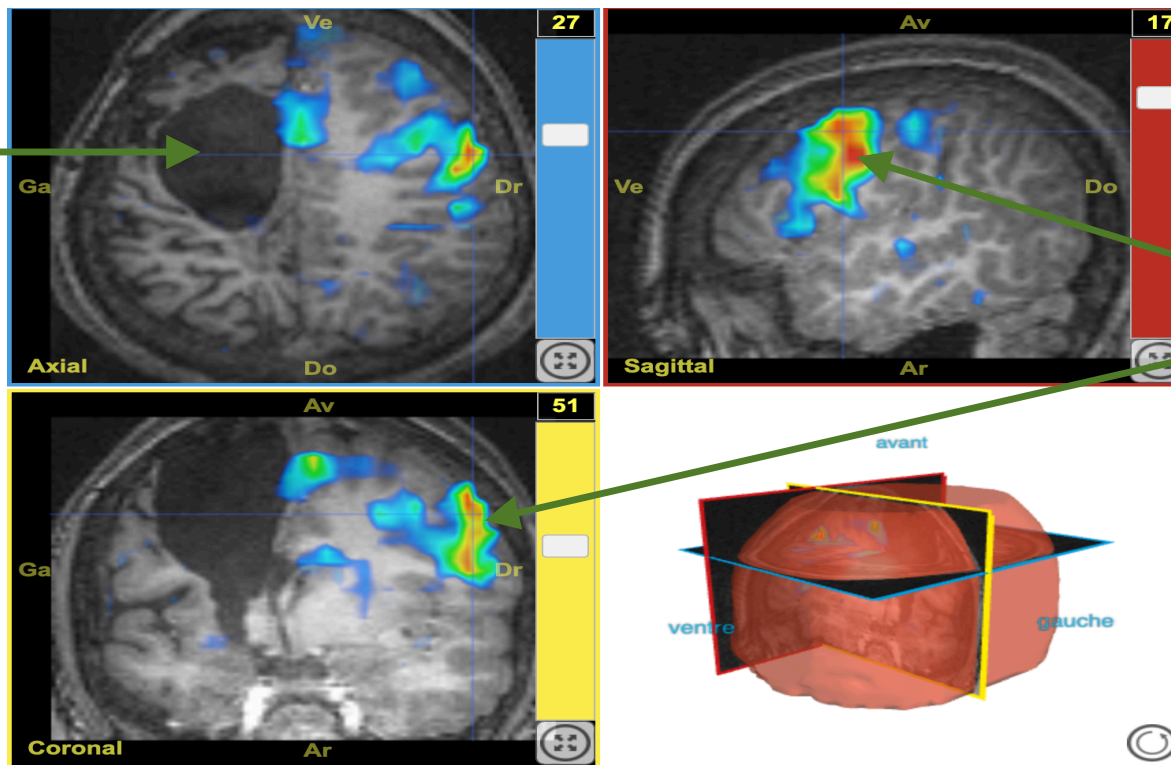 Ve
27
Ga
Dr
Axial
Do
Av
17
Ve
Do
Sagittal
Ar
Av
51
Ga
Dr
Coronal
Ar
avant
ventre
gauche